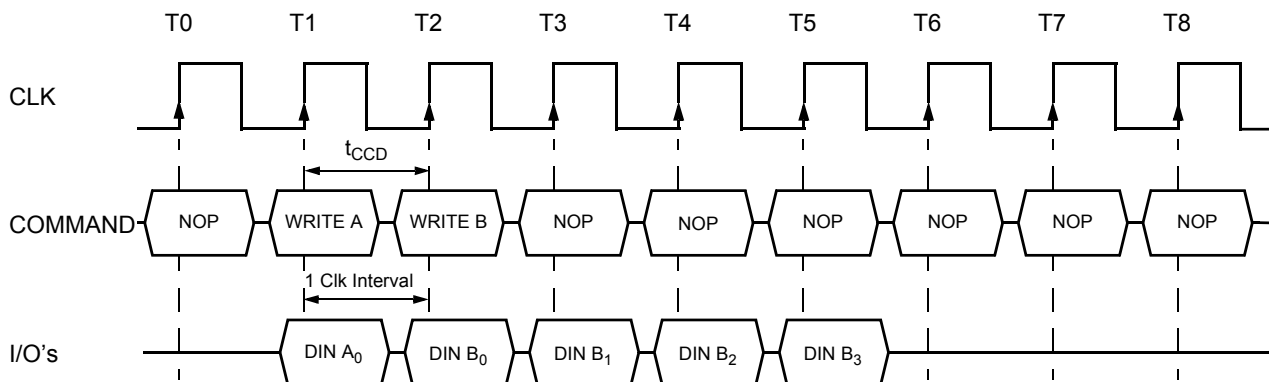 T0 T1 T2 T3 T4 T5 T6 T7 T8
CLK
tCCD
COMMAND NOP WRITE A WRITE B NOP NOP NOP NOP NOP NOP
1 Clk Interval
I/O's DIN A0 DIN B0 DIN B1 DIN B2 DIN B3